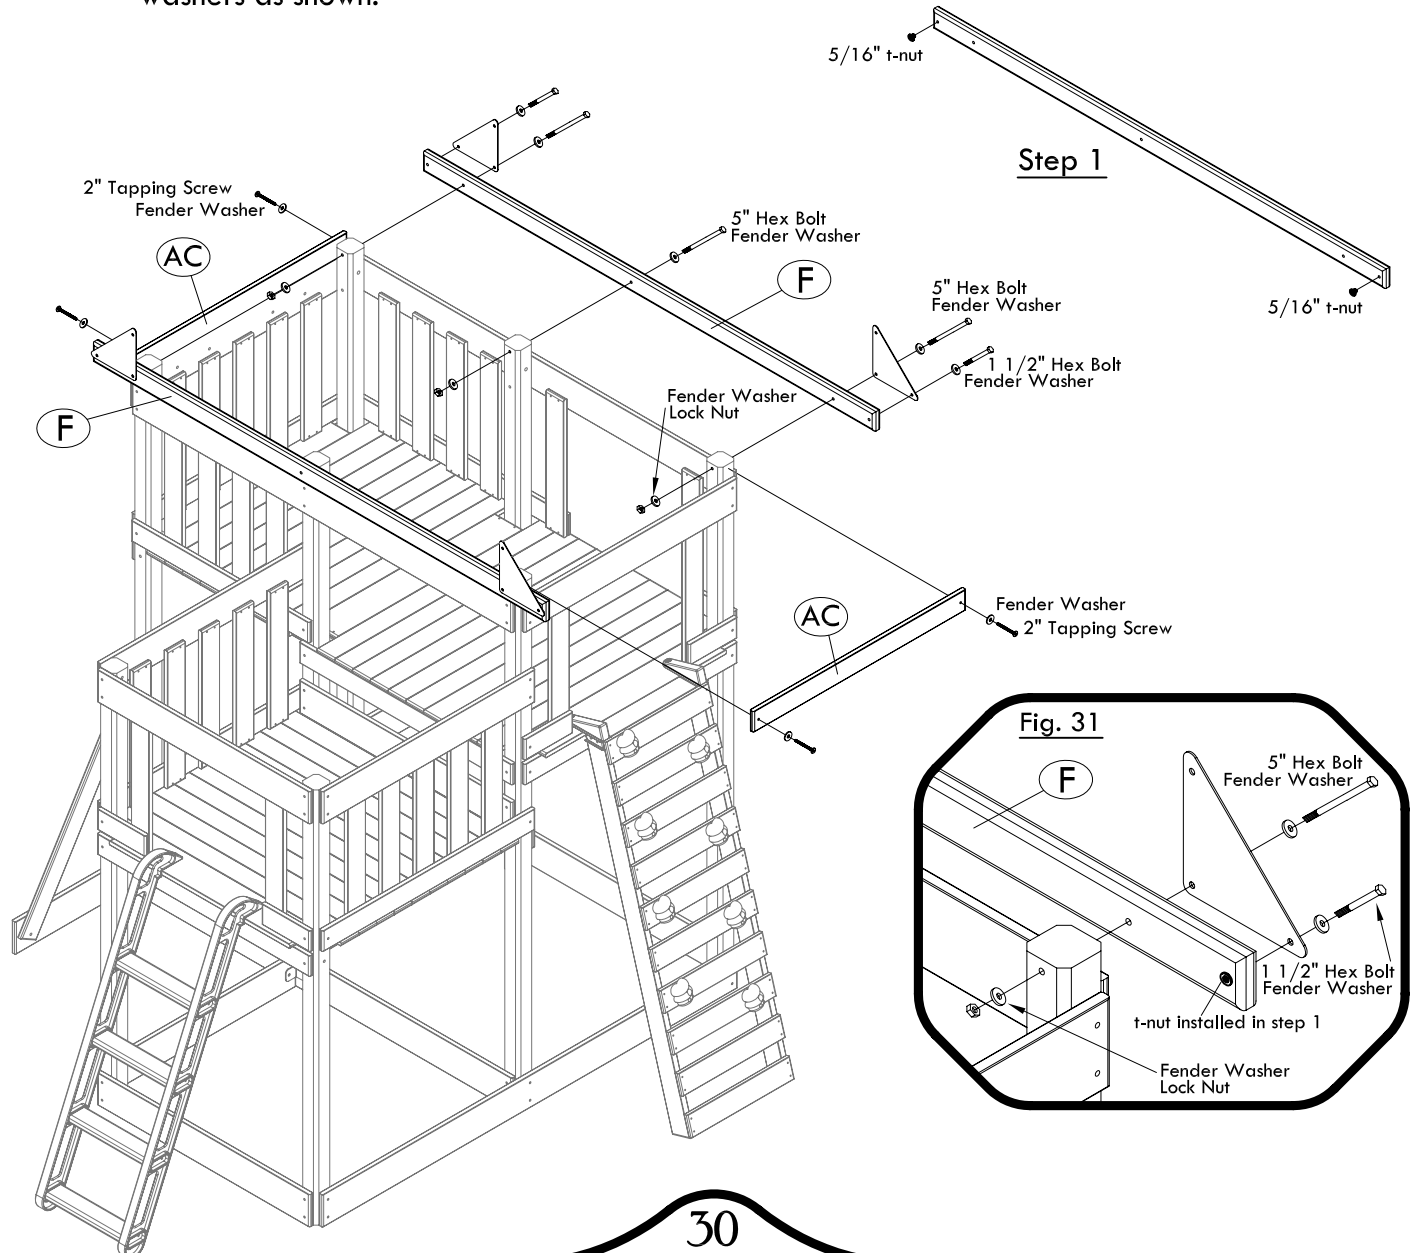 washers as shown.
5/16" t-nut
Step 1
5/16" t-nut
2" Tapping Screw
Fender Washer
AC
5" Hex Bolt
Fender Washer
F
5" Hex Bolt
Fender Washer
1 1/2" Hex Bolt
Fender Washer
Fender Washer
Lock Nut
F
AC
Fender Washer
2" Tapping Screw
Fig. 31
F
5" Hex Bolt
Fender Washer
1 1/2" Hex Bolt
Fender Washer
t-nut installed in step 1
Fender Washer
Lock Nut
30